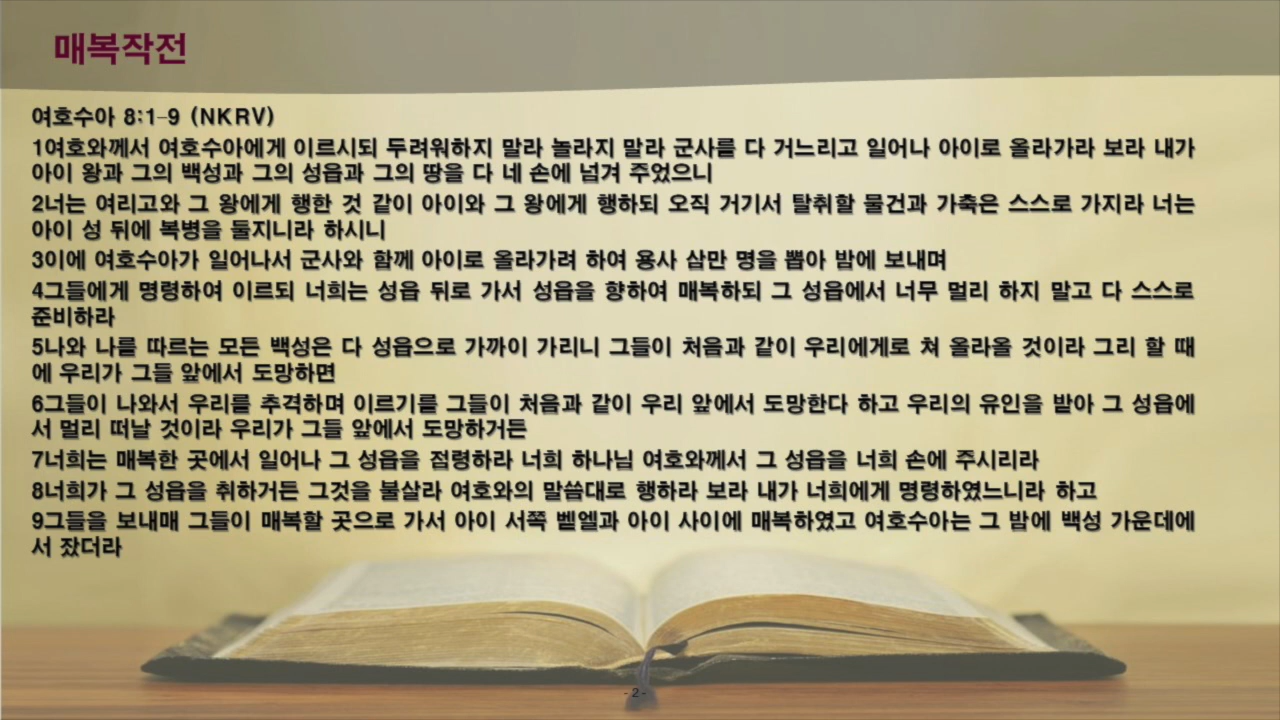 매복작전
여호수아 8:1-9 (NKRV)
1여호와께서 여호수아에게 이르시되 두려워하지 말라 놀라지 말라 군사를 다 거느리고 일어나 아이로 올라가라 보라 내가
아이 왕과 그의 백성과 그의 성읍과 그의 땅을 다 네 손에 넘겨 주었으니
2너는 여리고와 그 왕에게 행한 것 같이 아이와 그 왕에게 행하되 오직 거기서 탈취할 물건과 가축은 스스로 가지라 너는
아이 성 뒤에 복병을 둘지니라 하시니
3이에 여호수아가 일어나서 군사와 함께 아이로 올라가려 하여 용사 삼만 명을 뽑아 밤에 보내며
4그들에게 명령하여 이르되 너희는 성읍 뒤로 가서 성읍을 향하여 매복하되 그 성읍에서 너무 멀리 하지 말고 다 스스로
준비하라
5나와 나를 따르는 모든 백성은 다 성읍으로 가까이 가리니 그들이 처음과 같이 우리에게로 쳐 올라올 것이라 그리 할 때
에 우리가 그들 앞에서 도망하면
6그들이 나와서 우리를 추격하며 이르기를 그들이 처음과 같이 우리 앞에서 도망한다 하고 우리의 유인을 받아 그 성읍에
서 멀리 떠날 것이라 우리가 그들 앞에서 도망하거든
7너희는 매복한 곳에서 일어나 그 성읍을 점령하라 너희 하나님 여호와께서 그 성읍을 너희 손에 주시리라
8너희가 그 성읍을 취하거든 그것을 불살라 여호와의 말씀대로 행하라 보라 내가 너희에게 명령하였느니라 하고
9그들을 보내매 그들이 매복할 곳으로 가서 아이 서쪽 벧엘과 아이 사이에 매복하였고 여호수아는 그 밤에 백성 가운데에
서 잤더라
- 2 -